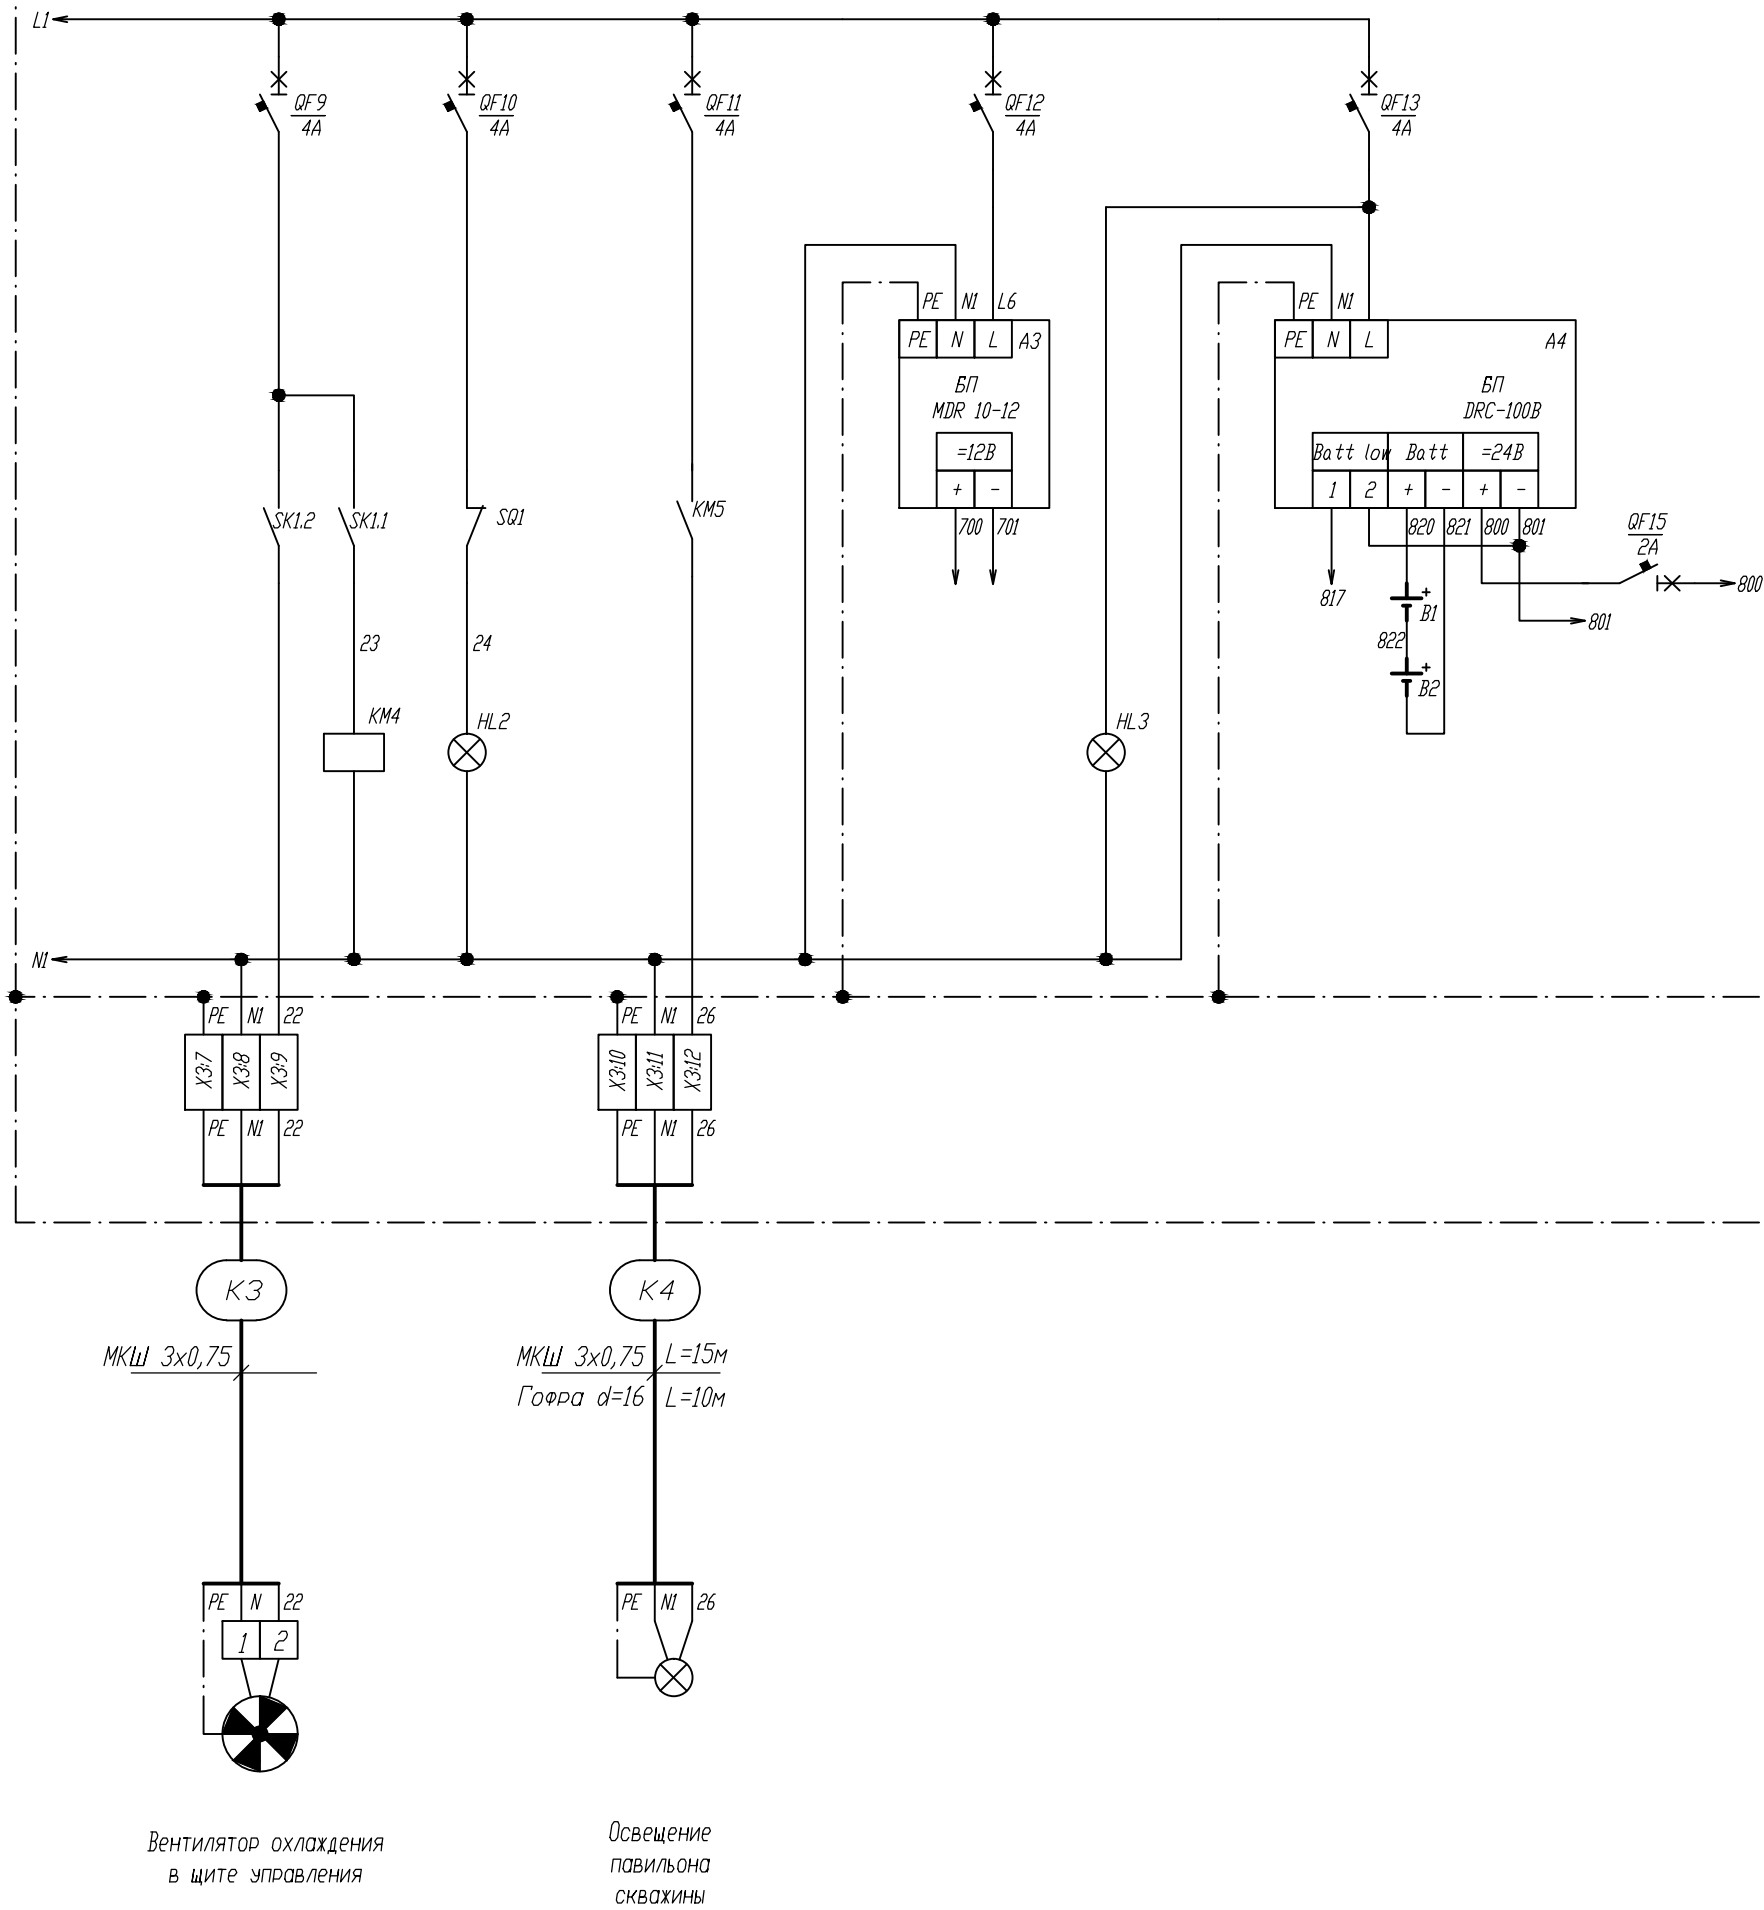 L1
QF9
4A
QF10
4A
QF11
4A
QF12
4A
QF13
4A
PE N1 L6
PE N L A3
БП
MDR 10-12
=12В
+ -
700 701
PE N1
PE N L A4
БП
DRC-100B
Batt low Batt =24В
1 2 + - + -
820 821 800 801
QF15
2A
800
817
801
+
B1
822
+
B2
SK1.2 SK1.1
SQ1
KM5
23
24
KM4
HL2
HL3
N1
PE N1 22
X3:7 X3:8 X3:9
PE N1 22
PE N1 26
X3:10 X3:11 X3:12
PE N1 26
К3
К4
МКШ 3х0,75
МКШ 3х0,75 L=15м
Гофра d=16 L=10м
PE N 22
1 2
PE N1 26
Вентилятор охлаждения
в щите управления
Освещение
павильона
скважины